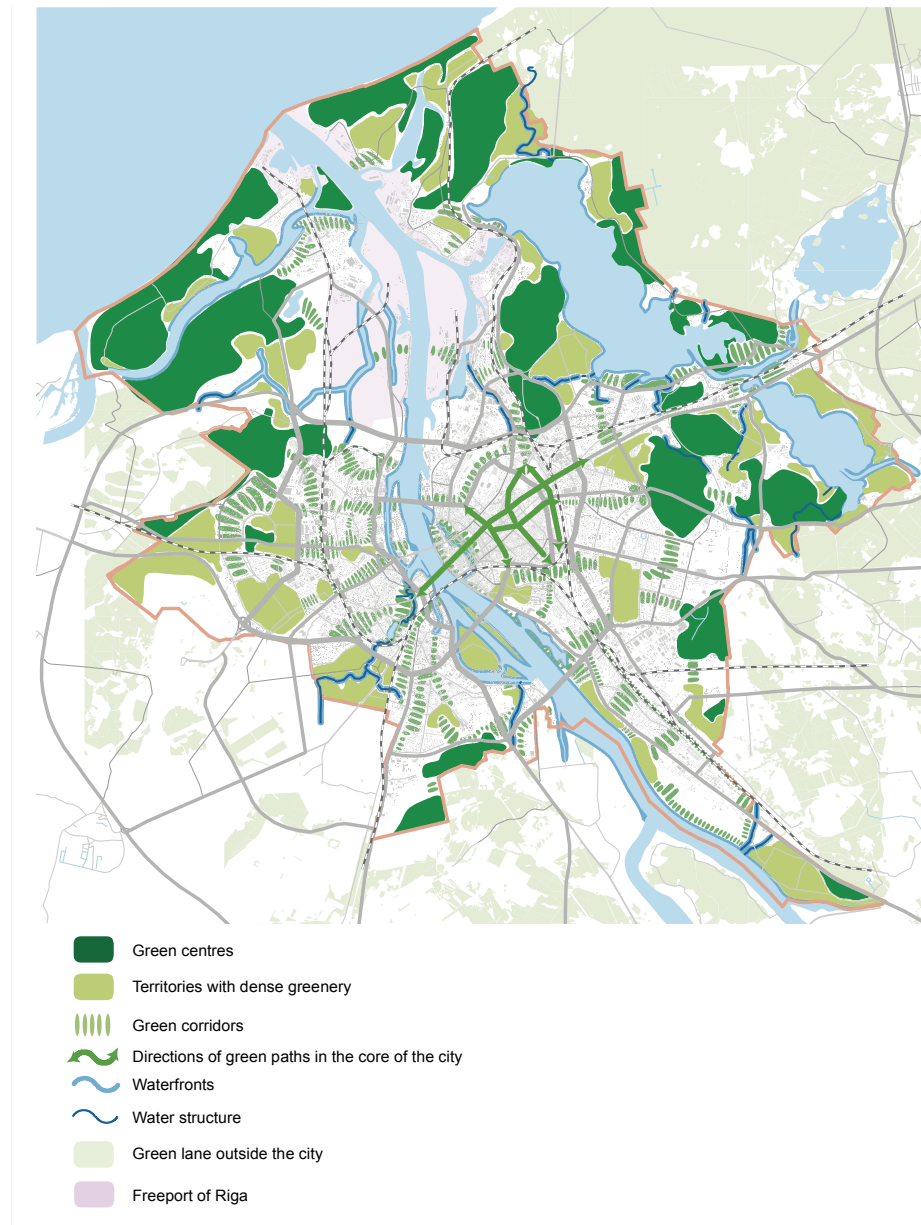 Green centres
Territories with dense greenery
Green corridors
Directions of green paths in the core of the city
Waterfronts
Water structure
Green lane outside the city
Freeport of Riga